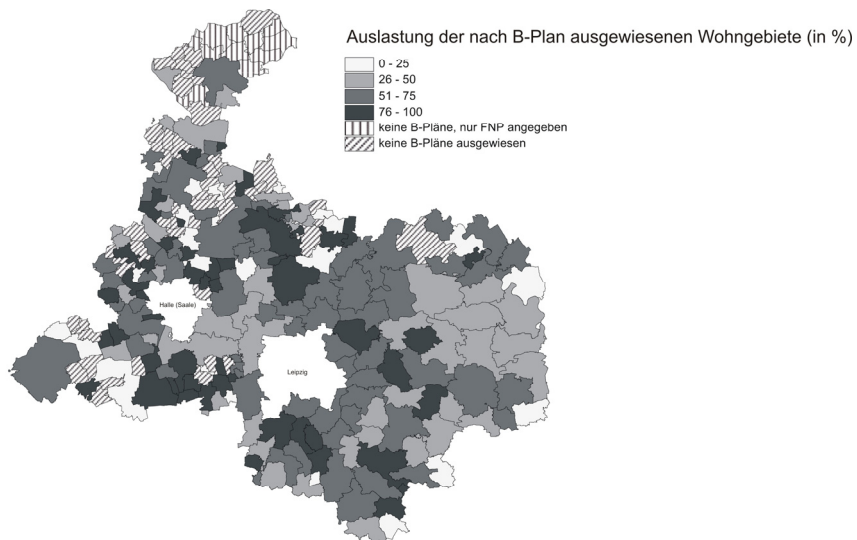 Auslastung der nach B-Plan ausgewiesenen Wohngebiete (in %)
0 - 25
26 - 50
51 - 75
76 - 100
keine B-Pläne, nur FNP angegeben
keine B-Pläne ausgewiesen
Halle (Saale)
Leipzig